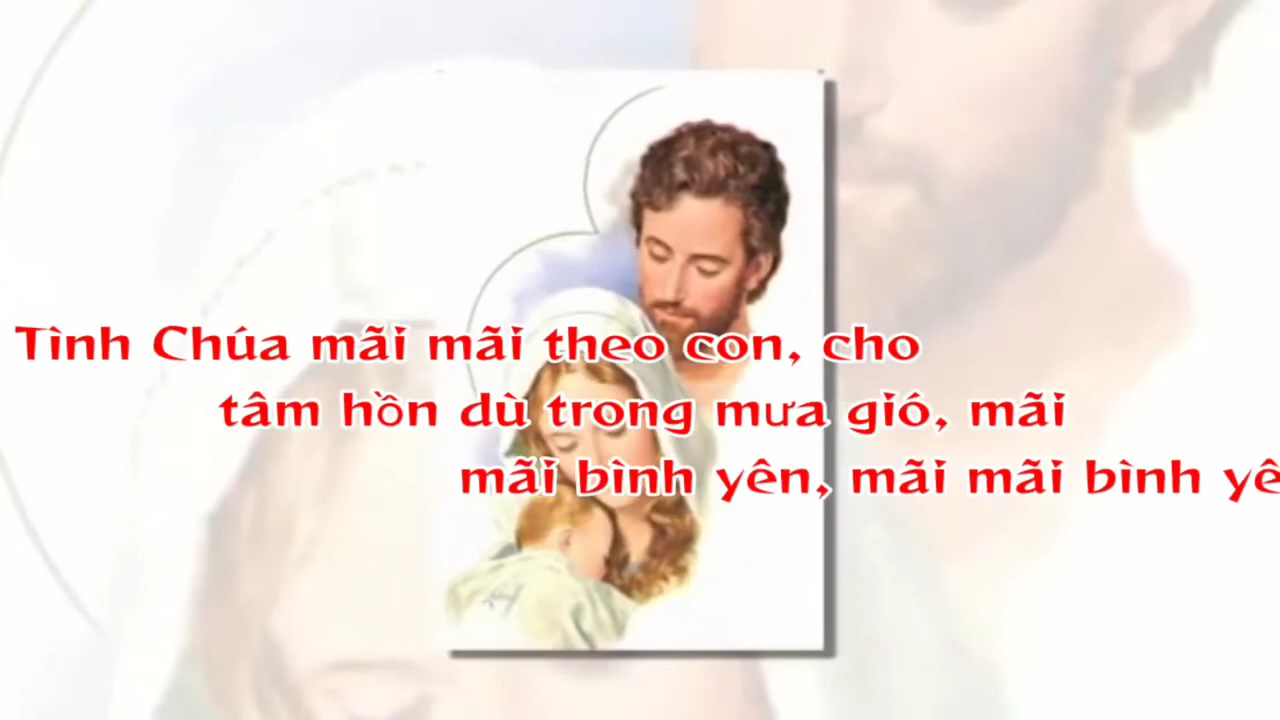 Tình Chúa mãi mãi theo con, cho
tâm hồn dù trong mưa gió, mãi
mãi bình yên, mãi mãi bình yê